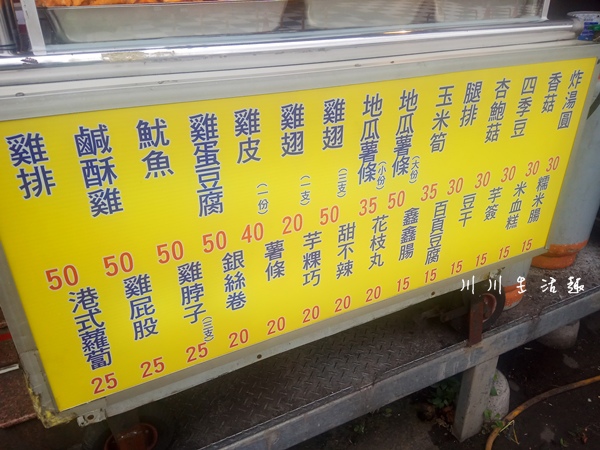 雞排 50
鹹酥雞 50
魷魚 50
雞蛋豆腐 50
雞皮(一份) 40
雞翅(一支) 20
雞翅(三支) 50
地瓜薯條(小份) 35
地瓜薯條(大份) 50
玉米筍 35
腿排 30
杏鮑菇 30
四季豆 30
香菇 30
炸湯圓 30
港式蘿蔔 25
雞屁股 25
雞脖子(三支) 25
銀絲卷 20
薯條 20
芋粿巧 20
甜不辣 20
花枝丸 20
鑫鑫腸 15
百頁豆腐 15
豆干 15
芋簽 15
米血糕 15
糯米腸 15
川川生活趣